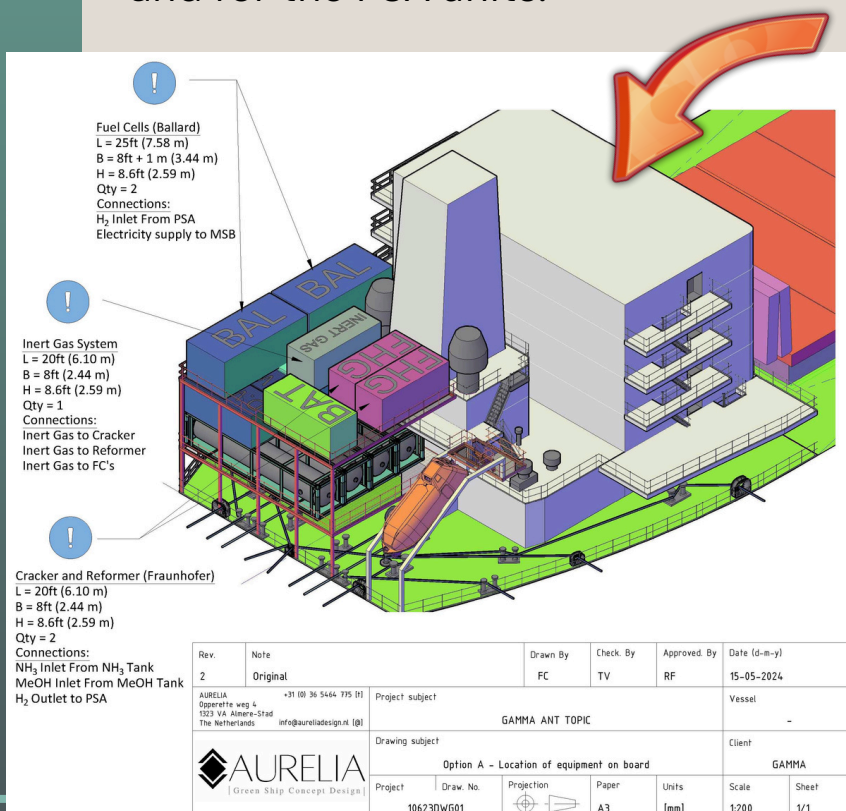 Fuel Cells (Ballard)
L = 25ft (7.58 m)
B = 8ft + 1 m (3.44 m)
H = 8.6ft (2.59 m)
Qty = 2
Connections:
H₂ Inlet From PSA
Electricity supply to MSB
Inert Gas System
L = 20ft (6.10 m)
B = 8ft (2.44 m)
H = 8.6ft (2.59 m)
Qty = 1
Connections:
Inert Gas to Cracker
Inert Gas to Reformer
Inert Gas to FC's
Cracker and Reformer (Fraunhofer)
L = 20ft (6.10 m)
B = 8ft (2.44 m)
H = 8.6ft (2.59 m)
Qty = 2
Connections:
NH₃ Inlet From NH₃ Tank
MeOH Inlet From MeOH Tank
H₂ Outlet to PSA
BAL
BAL
INERT GAS
BAT
Rev. Note Drawn By Check. By Approved. By Date (d-m-y)
2 Original FC TV RF 15-05-2024
AURELIA +31 (0) 36 5464 775 [t]
Opperette weg 4
1323 VA Almere-Stad
The Netherlands info@aureliadesign.nl [@]
Project subject
GAMMA ANT TOPIC
Vessel
-
AURELIA
Green Ship Concept Design
Drawing subject
Option A - Location of equipment on board
Client
GAMMA
Project Draw. No. Projection Paper Units Scale Sheet
10623DWG01 A3 [mm] 1:200 1/1